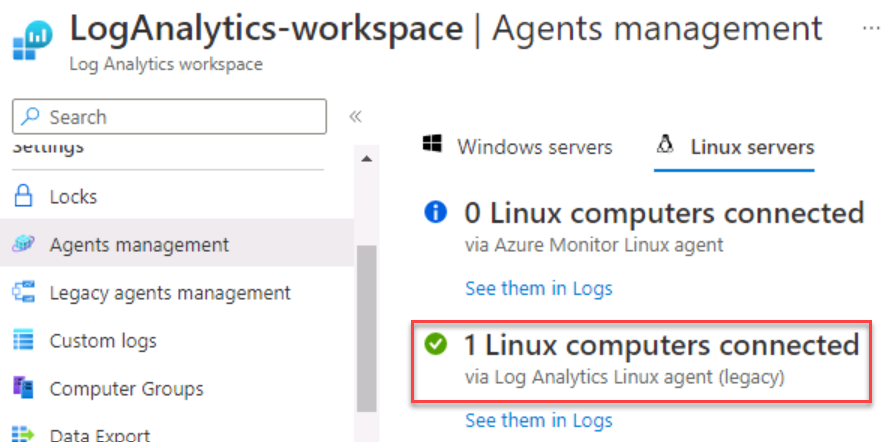 LogAnalytics-workspace | Agents management ...
Log Analytics workspace
Search «
Settings
Locks
Agents management
Legacy agents management
Custom logs
Computer Groups
Data Export
Windows servers
Linux servers
0 Linux computers connected
via Azure Monitor Linux agent
See them in Logs
1 Linux computers connected
via Log Analytics Linux agent (legacy)
See them in Logs